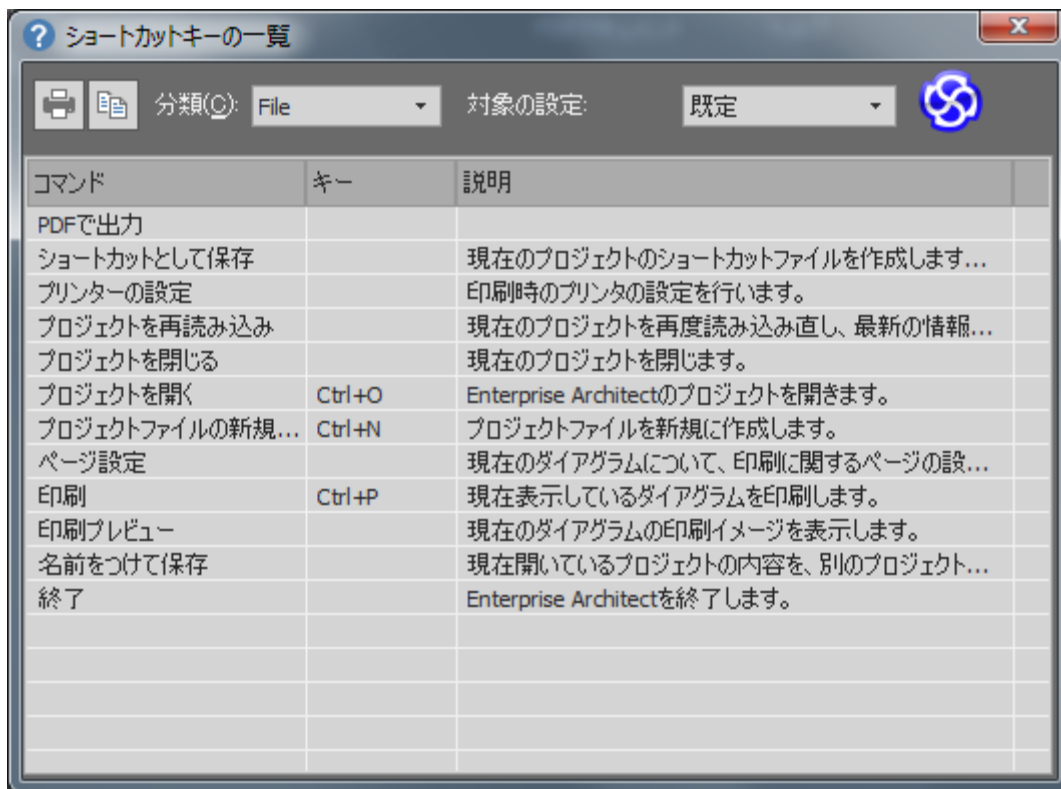 ショートカットキーの一覧
分類(C): File 対象の設定: 既定
コマンド キー 説明
PDFで出力
ショートカットとして保存 現在のプロジェクトのショートカットファイルを作成します...
プリンターの設定 印刷時のプリンタの設定を行います。
プロジェクトを再読み込み 現在のプロジェクトを再度読み込み直し、最新の情報...
プロジェクトを閉じる 現在のプロジェクトを閉じます。
プロジェクトを開く Ctrl+O Enterprise Architectのプロジェクトを開きます。
プロジェクトファイルの新規... Ctrl+N プロジェクトファイルを新規に作成します。
ページ設定 現在のダイアグラムについて、印刷に関するページの設...
印刷 Ctrl+P 現在表示しているダイアグラムを印刷します。
印刷プレビュー 現在のダイアグラムの印刷イメージを表示します。
名前をつけて保存 現在開いているプロジェクトの内容を、別のプロジェクト...
終了 Enterprise Architectを終了します。